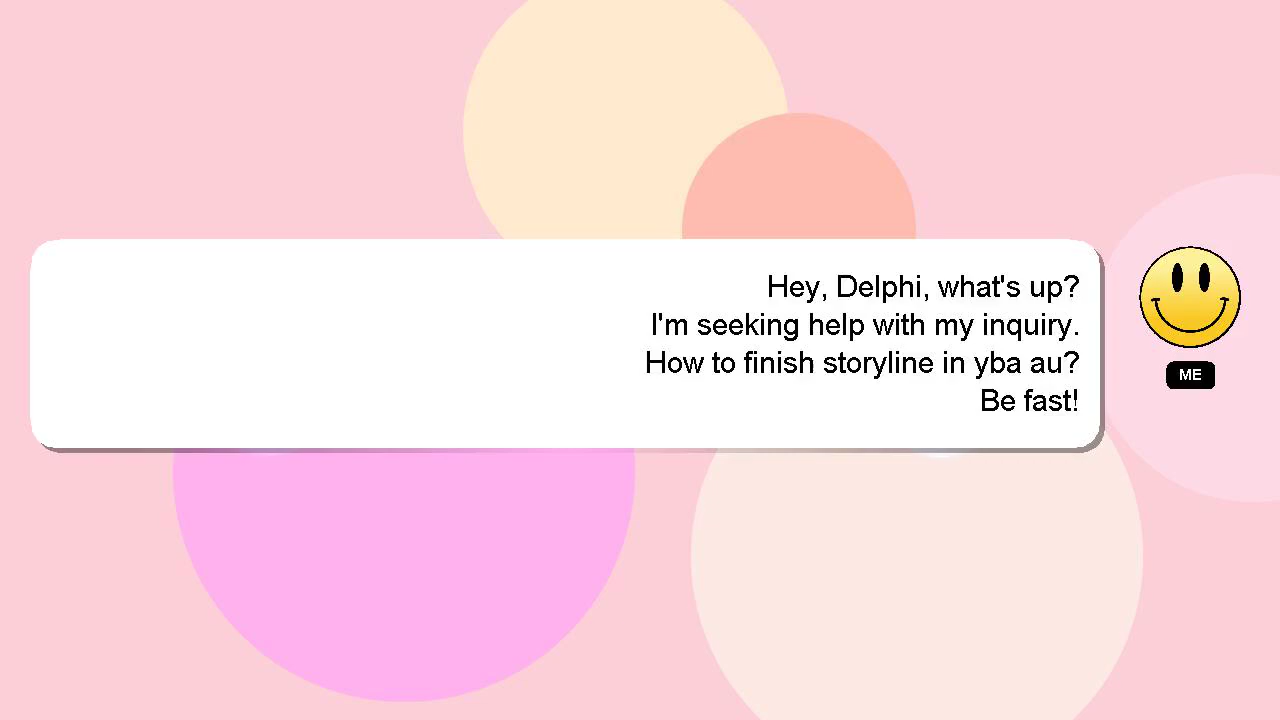 Hey, Delphi, what's up?
I'm seeking help with my inquiry.
How to finish storyline in yba au?
Be fast!
ME